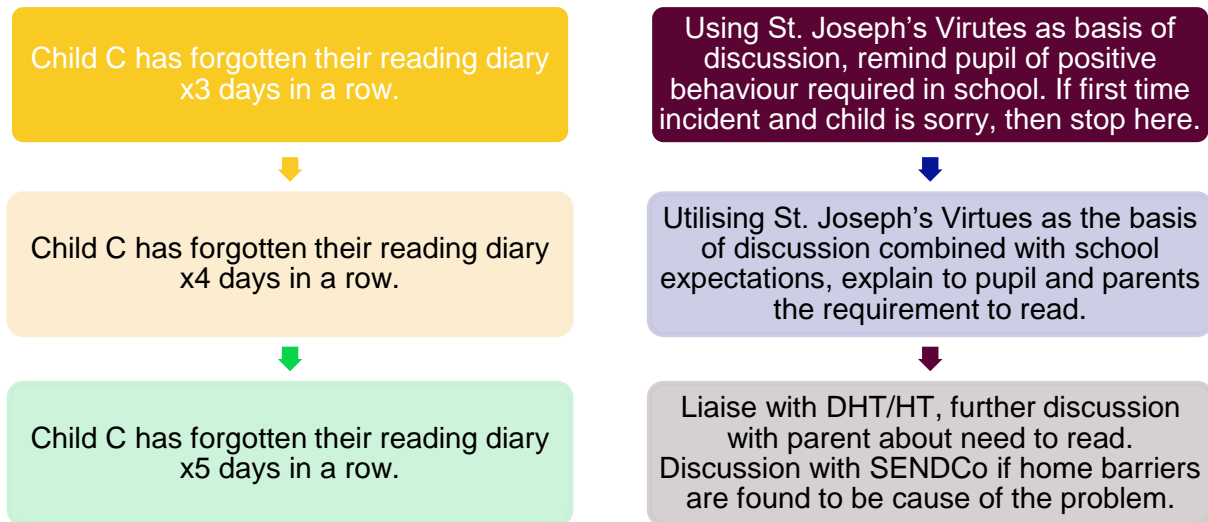 Child C has forgotten their reading diary
x3 days in a row.
Using St. Joseph’s Virutes as basis of
discussion, remind pupil of positive
behaviour required in school. If first time
incident and child is sorry, then stop here.
Child C has forgotten their reading diary
x4 days in a row.
Utilising St. Joseph’s Virtues as the basis
of discussion combined with school
expectations, explain to pupil and parents
the requirement to read.
Child C has forgotten their reading diary
x5 days in a row.
Liaise with DHT/HT, further discussion
with parent about need to read.
Discussion with SENDCo if home barriers
are found to be cause of the problem.